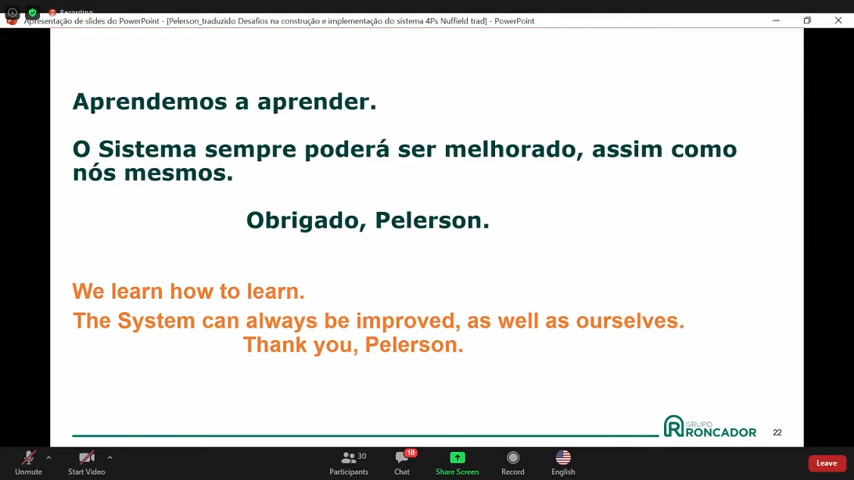 Recording
Apresentação de slides do PowerPoint - [Pelerson_traduzido Desafios na construção e implementação do sistema 4Ps Nuffield trad] - PowerPoint
Aprendemos a aprender.
O Sistema sempre poderá ser melhorado, assim como
nós mesmos.
Obrigado, Pelerson.
We learn how to learn.
The System can always be improved, as well as ourselves.
Thank you, Pelerson.
GRUPO
RONCADOR
22
30
10
Unmute
Start Video
Participants
Chat
Share Screen
Record
English
Leave